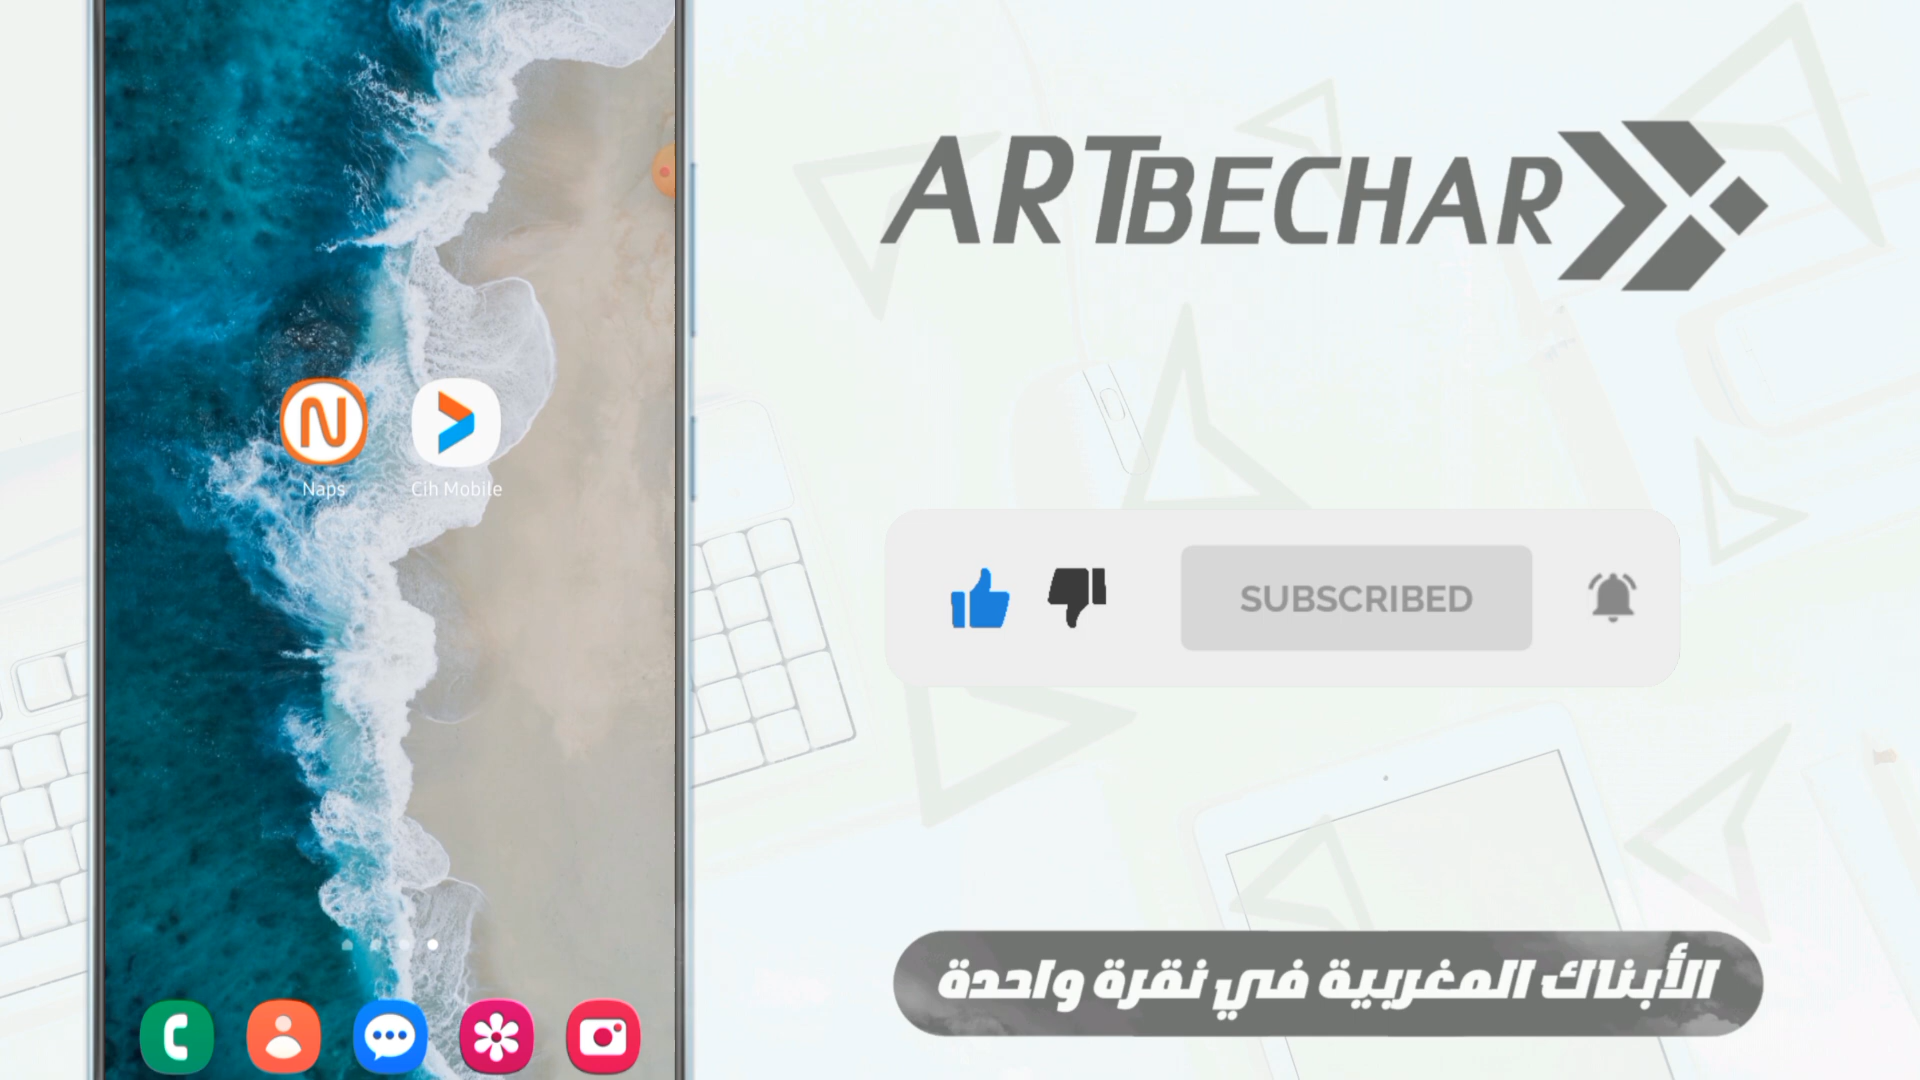 ARTBECHAR
Naps
Cih Mobile
SUBSCRIBED
الأبناك المغربية في نقرة واحدة